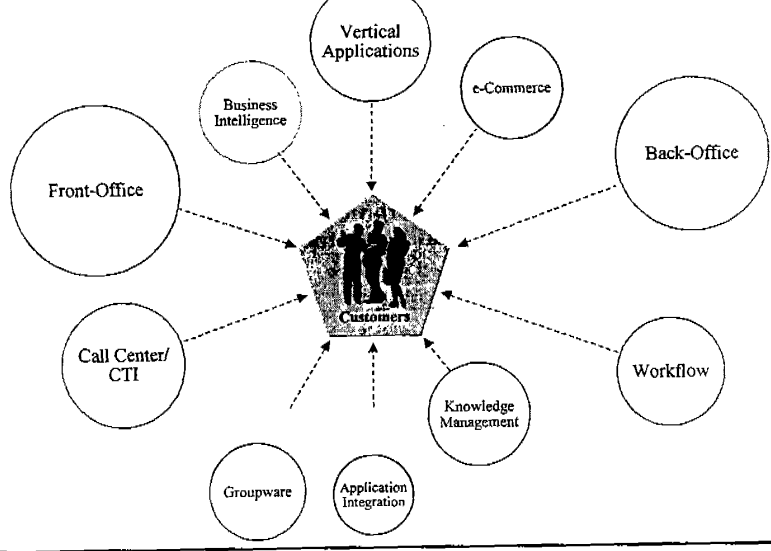 Vertical
Applications
e-Commerce
Business
Intelligence
Back-Office
Front-Office
Customers
Call Center/
CTI
Workflow
Knowledge
Management
Groupware
Application
Integration